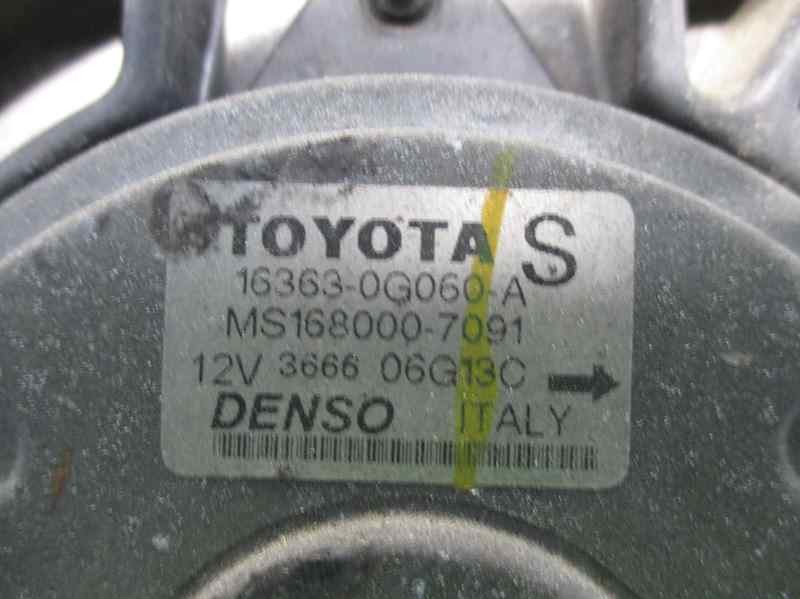 TOYOTA S
16363-0G060-A
MS168000-7091
12V 3666 06G13C
DENSO ITALY